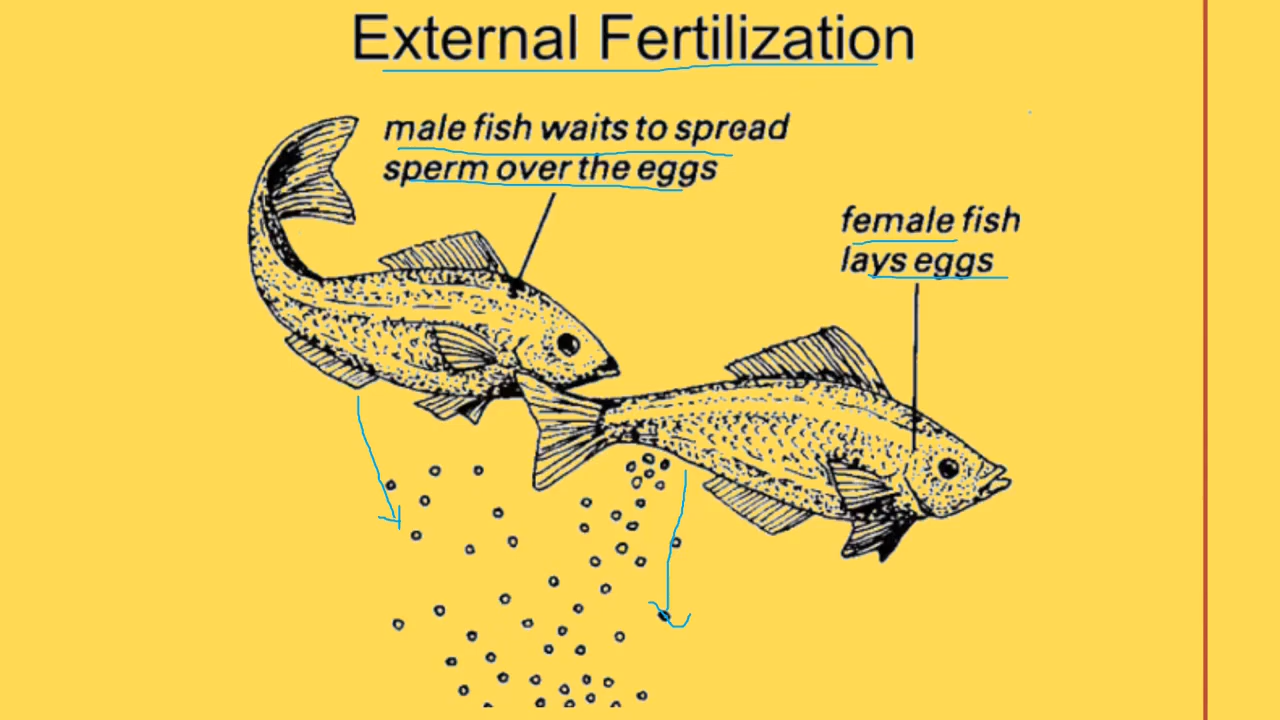 External Fertilization
male fish waits to spread
sperm over the eggs
female fish
lays eggs